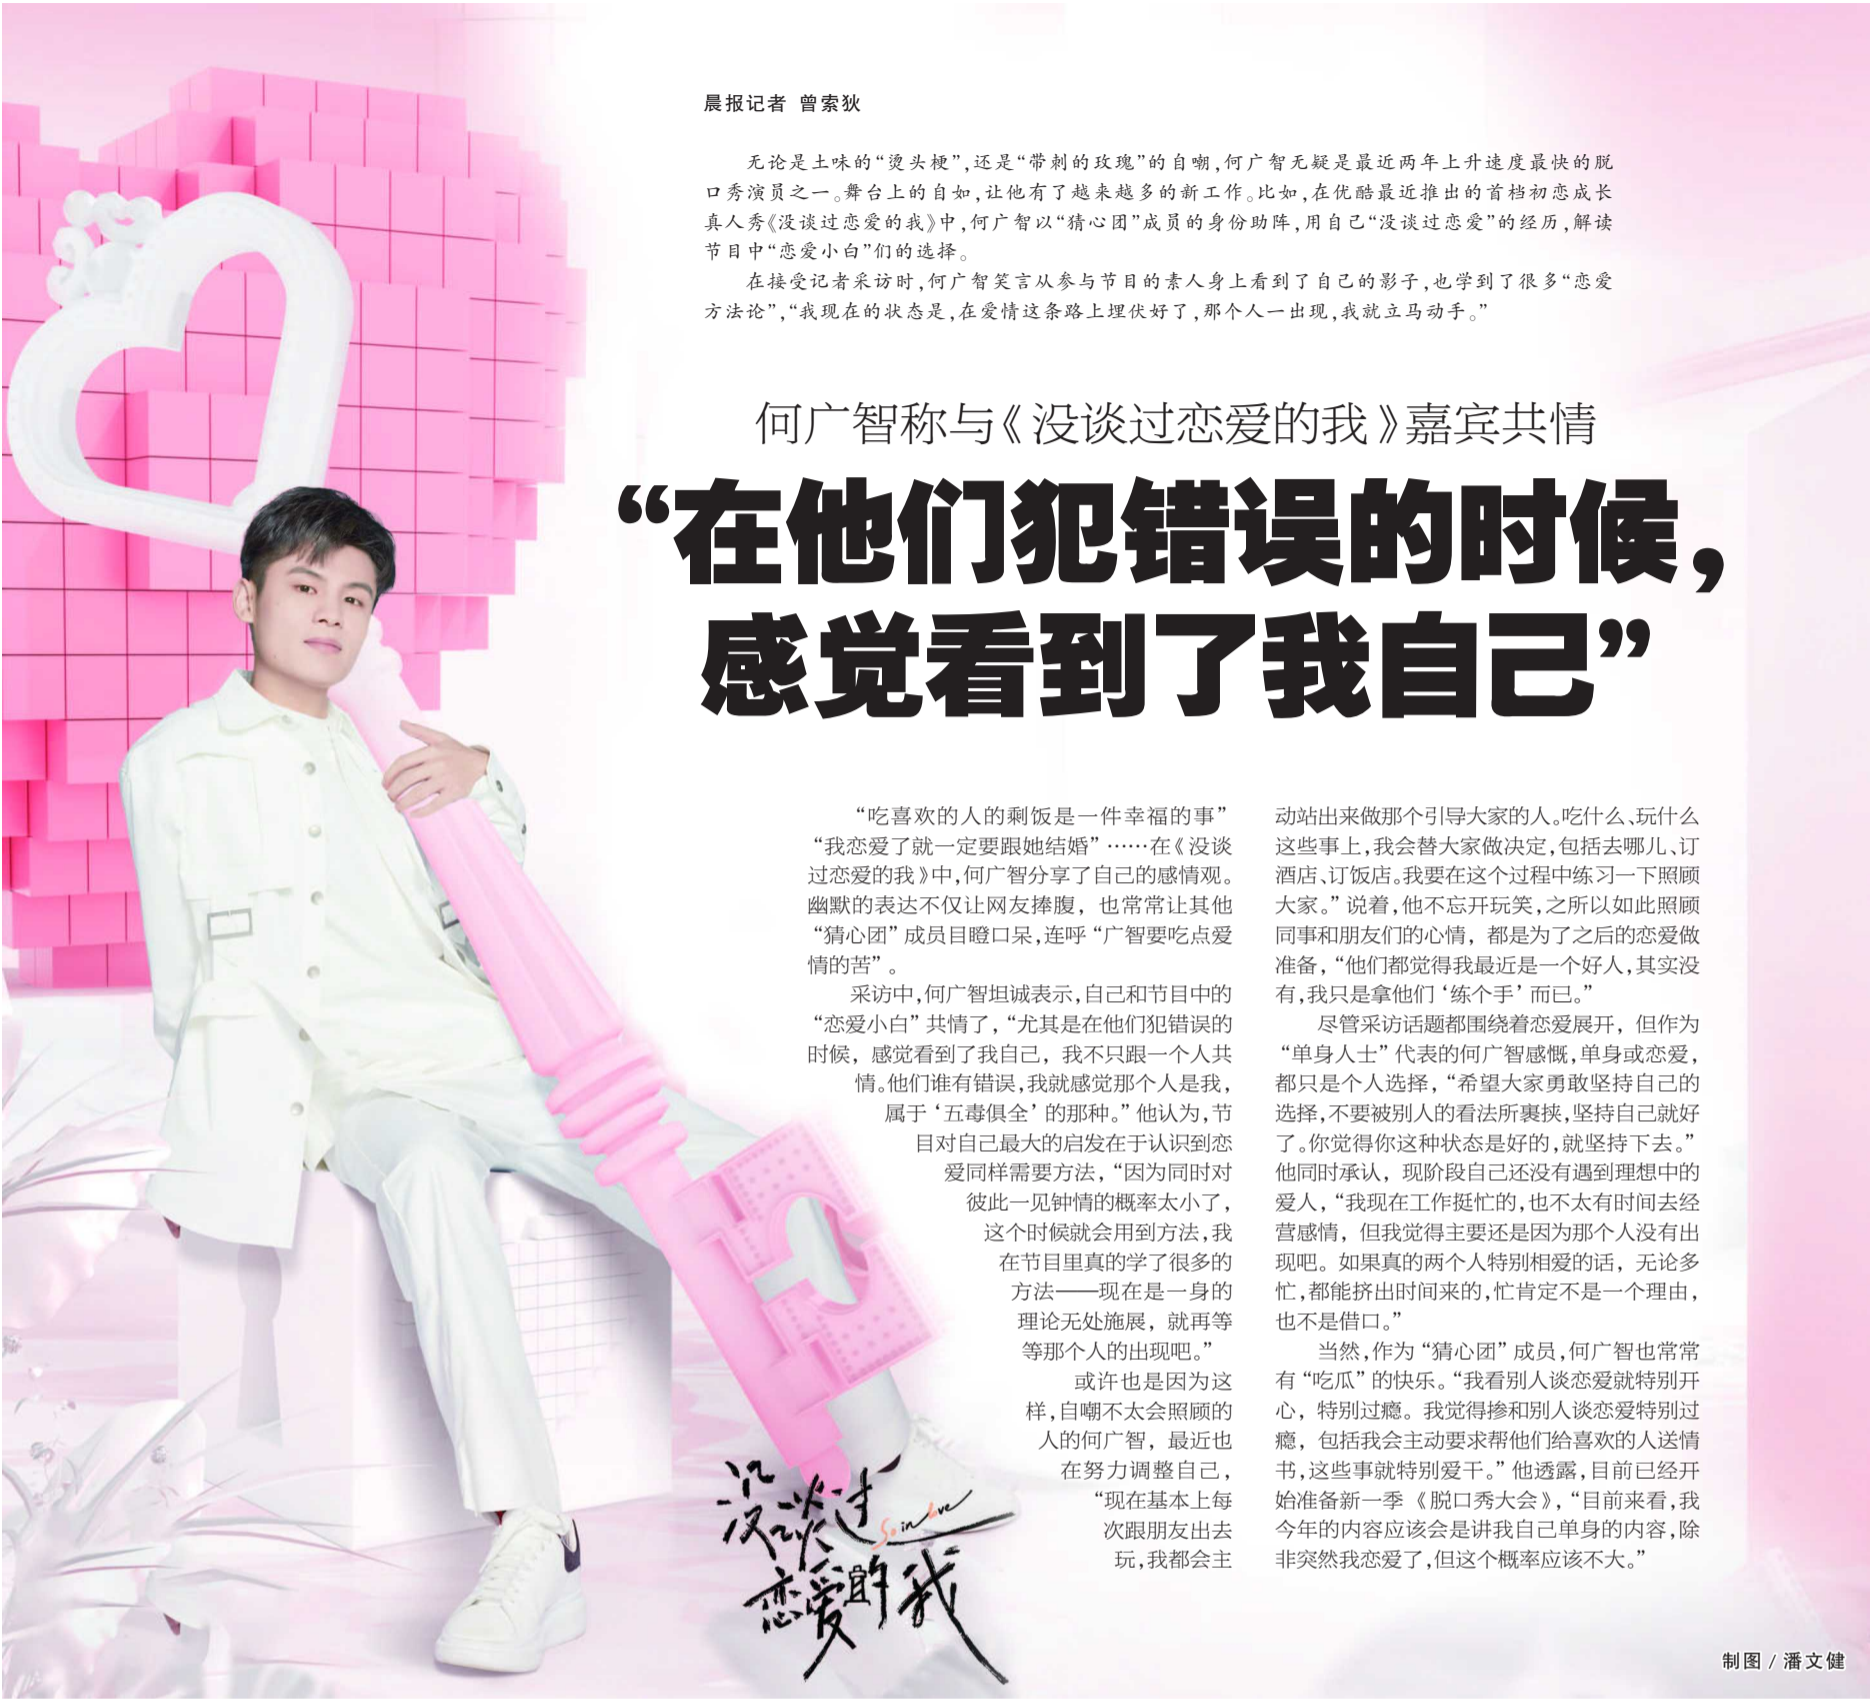 晨报记者 曾索狄
无论是土味的“烫头梗”,还是“带刺的玫瑰”的自嘲,何广智无疑是最近两年上升速度最快的脱
口秀演员之一。舞台上的自如,让他有了越来越多的新工作。比如,在优酷最近推出的首档初恋成长
真人秀《没谈过恋爱的我》中,何广智以“猜心团”成员的身份助阵,用自己“没谈过恋爱”的经历,解读
节目中“恋爱小白”们的选择。
在接受记者采访时,何广智笑言从参与节目的素人身上看到了自己的影子,也学到了很多“恋爱
方法论”,“我现在的状态是,在爱情这条路上埋伏好了,那个人一出现,我就立马动手。”
何广智称与《没谈过恋爱的我》嘉宾共情
“在他们犯错误的时候,
感觉看到了我自己”
“吃喜欢的人的剩饭是一件幸福的事”
“我恋爱了就一定要跟她结婚”……在《没谈
过恋爱的我》中,何广智分享了自己的感情观。
幽默的表达不仅让网友捧腹，也常常让其他
“猜心团”成员目瞪口呆,连呼“广智要吃点爱
情的苦”。
采访中,何广智坦诚表示,自己和节目中的
“恋爱小白”共情了,“尤其是在他们犯错误的
时候，感觉看到了我自己，我不只跟一个人共
情。他们谁有错误,我就感觉那个人是我,
属于‘五毒俱全’的那种。”他认为,节
目对自己最大的启发在于认识到恋
爱同样需要方法，“因为同时对
彼此一见钟情的概率太小了,
这个时候就会用到方法,我
在节目里真的学了很多的
方法——现在是一身的
理论无处施展，就再等
等那个人的出现吧。”
或许也是因为这
样,自嘲不太会照顾的
人的何广智，最近也
在努力调整自己,
“现在基本上每
次跟朋友出去
玩,我都会主
动站出来做那个引导大家的人。吃什么、玩什么
这些事上,我会替大家做决定,包括去哪儿、订
酒店、订饭店。我要在这个过程中练习一下照顾
大家。”说着,他不忘开玩笑,之所以如此照顾
同事和朋友们的心情，都是为了之后的恋爱做
准备，“他们都觉得我最近是一个好人,其实没
有,我只是拿他们‘练个手’而已。”
尽管采访话题都围绕着恋爱展开，但作为
“单身人士”代表的何广智感慨,单身或恋爱,
都只是个人选择，“希望大家勇敢坚持自己的
选择,不要被别人的看法所裹挟,坚持自己就好
了。你觉得你这种状态是好的,就坚持下去。”
他同时承认，现阶段自己还没有遇到理想中的
爱人，“我现在工作挺忙的,也不太有时间去经
营感情，但我觉得主要还是因为那个人没有出
现吧。如果真的两个人特别相爱的话，无论多
忙,都能挤出时间来的,忙肯定不是一个理由,
也不是借口。”
当然,作为“猜心团”成员,何广智也常常
有“吃瓜”的快乐。“我看别人谈恋爱就特别开
心，特别过瘾。我觉得掺和别人谈恋爱特别过
瘾，包括我会主动要求帮他们给喜欢的人送情
书,这些事就特别爱干。”他透露,目前已经开
始准备新一季《脱口秀大会》，“目前来看,我
今年的内容应该会是讲我自己单身的内容,除
非突然我恋爱了,但这个概率应该不大。”
没谈过
So in love
恋爱的我
制图/潘文健